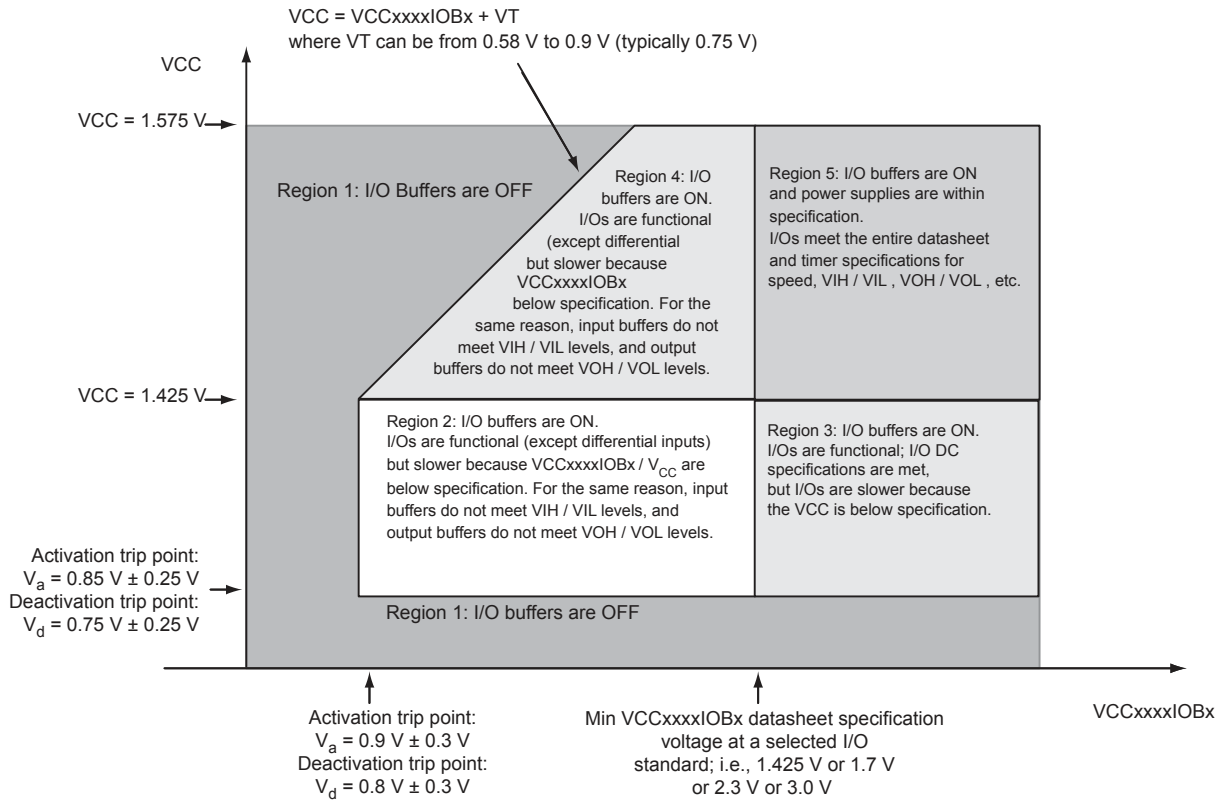 VCC = VCCxxxxIOBx + VT
where VT can be from 0.58 V to 0.9 V (typically 0.75 V)
VCC
VCC = 1.575 V
Region 1: I/O Buffers are OFF
Region 4: I/O
buffers are ON.
I/Os are functional
(except differential
but slower because
VCCxxxxIOBx
below specification. For the
same reason, input buffers do not
meet VIH / VIL levels, and output
buffers do not meet VOH / VOL levels.
Region 5: I/O buffers are ON
and power supplies are within
specification.
I/Os meet the entire datasheet
and timer specifications for
speed, VIH / VIL , VOH / VOL , etc.
VCC = 1.425 V
Region 2: I/O buffers are ON.
I/Os are functional (except differential inputs)
but slower because VCCxxxxIOBx / VCC are
below specification. For the same reason, input
buffers do not meet VIH / VIL levels, and
output buffers do not meet VOH / VOL levels.
Region 3: I/O buffers are ON.
I/Os are functional; I/O DC
specifications are met,
but I/Os are slower because
the VCC is below specification.
Activation trip point:
Va = 0.85 V ± 0.25 V
Deactivation trip point:
Vd = 0.75 V ± 0.25 V
Region 1: I/O buffers are OFF
VCCxxxxIOBx
Activation trip point:
Va = 0.9 V ± 0.3 V
Deactivation trip point:
Vd = 0.8 V ± 0.3 V
Min VCCxxxxIOBx datasheet specification
voltage at a selected I/O
standard; i.e., 1.425 V or 1.7 V
or 2.3 V or 3.0 V